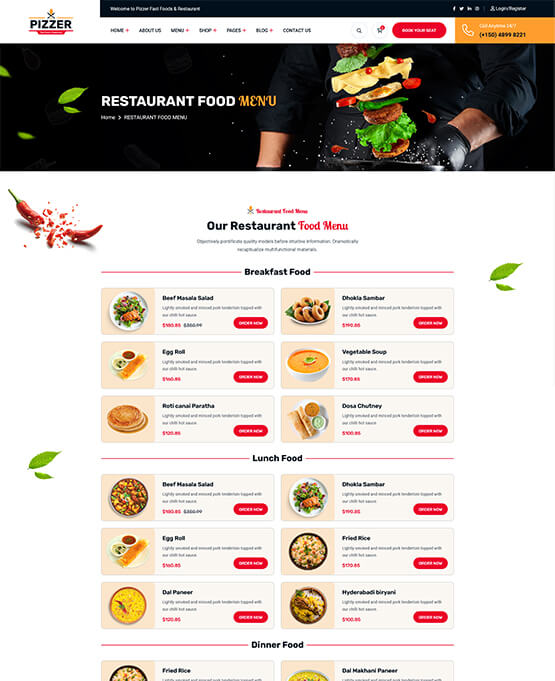 PIZZER
Welcome to Pizzer Fast Foods & Restaurant
Login/Register
HOME +
ABOUT US
MENU +
SHOP +
PAGES +
BLOG +
CONTACT US
BOOK YOUR SEAT
Call Anytime 24/7
(+150) 4899 8221
RESTAURANT FOOD MENU
Home > RESTAURANT FOOD MENU
Restaurant Food Menu
Our Restaurant Food Menu
Objectively pontificate quality models before intuitive information. Dramatically
recaptiualize multifunctional materials.
Breakfast Food
Beef Masala Salad
Lightly smoked and minced pork tenderloin topped with
our chilli hot sauce.
$180.85 $350.99
ORDER NOW
Dhokla Sambar
Lightly smoked and minced pork tenderloin topped with
our chilli hot sauce.
$190.85
ORDER NOW
Egg Roll
Lightly smoked and minced pork tenderloin topped with
our chilli hot sauce.
$160.85
ORDER NOW
Vegetable Soup
Lightly smoked and minced pork tenderloin topped with
our chilli hot sauce.
$170.85
ORDER NOW
Roti canai Paratha
Lightly smoked and minced pork tenderloin topped with
our chilli hot sauce.
$120.85
ORDER NOW
Dosa Chutney
Lightly smoked and minced pork tenderloin topped with
our chilli hot sauce.
$100.85
ORDER NOW
Lunch Food
Beef Masala Salad
Lightly smoked and minced pork tenderloin topped with
our chilli hot sauce.
$180.85 $350.99
ORDER NOW
Dhokla Sambar
Lightly smoked and minced pork tenderloin topped with
our chilli hot sauce.
$190.85
ORDER NOW
Egg Roll
Lightly smoked and minced pork tenderloin topped with
our chilli hot sauce.
$160.85
ORDER NOW
Fried Rice
Lightly smoked and minced pork tenderloin topped with
our chilli hot sauce.
$170.85
ORDER NOW
Dal Paneer
Lightly smoked and minced pork tenderloin topped with
our chilli hot sauce.
$120.85
ORDER NOW
Hyderabadi biryani
Lightly smoked and minced pork tenderloin topped with
our chilli hot sauce.
$100.85
ORDER NOW
Dinner Food
Fried Rice
Dal Makhani Paneer